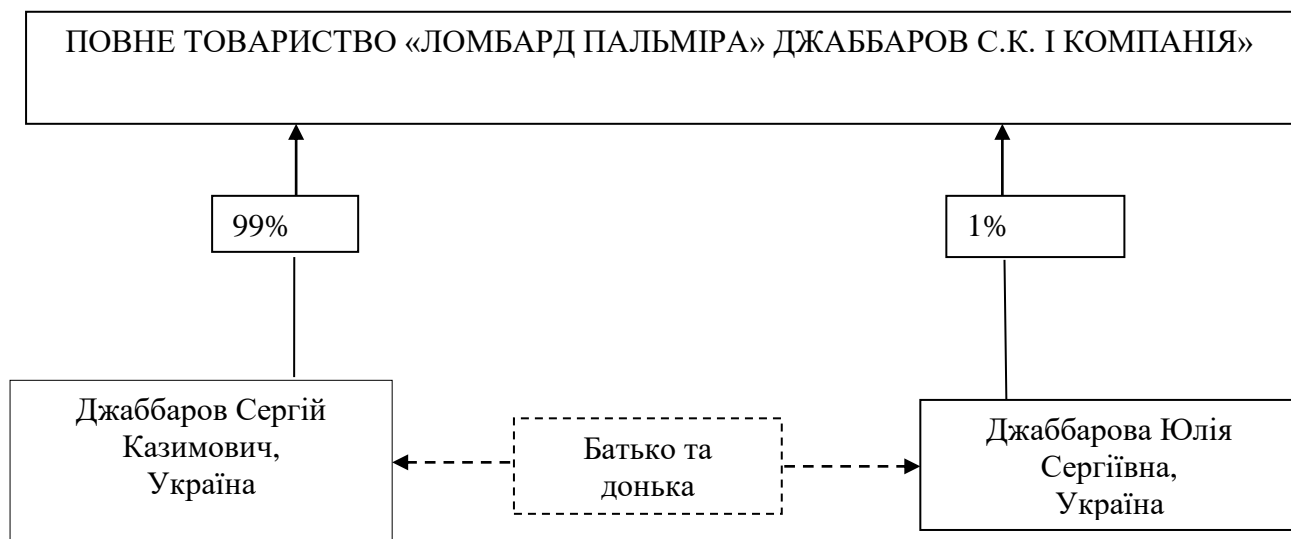 ПОВНЕ ТОВАРИСТВО «ЛОМБАРД ПАЛЬМІРА» ДЖАББАРОВ С.К. І КОМПАНІЯ»
99%
1%
Джаббаров Сергій
Казимович,
Україна
Батько та
донька
Джаббарова Юлія
Сергіївна,
Україна